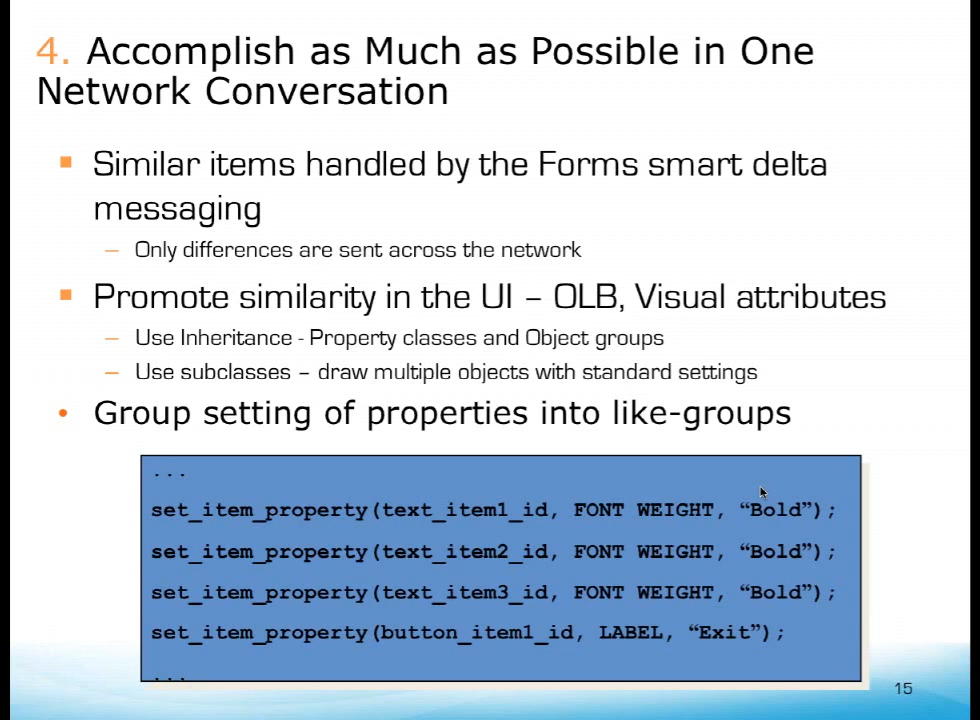 4. Accomplish as Much as Possible in One
Network Conversation
Similar items handled by the Forms smart delta
messaging
– Only differences are sent across the network
Promote similarity in the UI – OLB, Visual attributes
– Use Inheritance - Property classes and Object groups
– Use subclasses – draw multiple objects with standard settings
• Group setting of properties into like-groups
...
set_item_property(text_item1_id, FONT WEIGHT, “Bold”);
set_item_property(text_item2_id, FONT WEIGHT, “Bold”);
set_item_property(text_item3_id, FONT WEIGHT, “Bold”);
set_item_property(button_item1_id, LABEL, “Exit”);
...
15